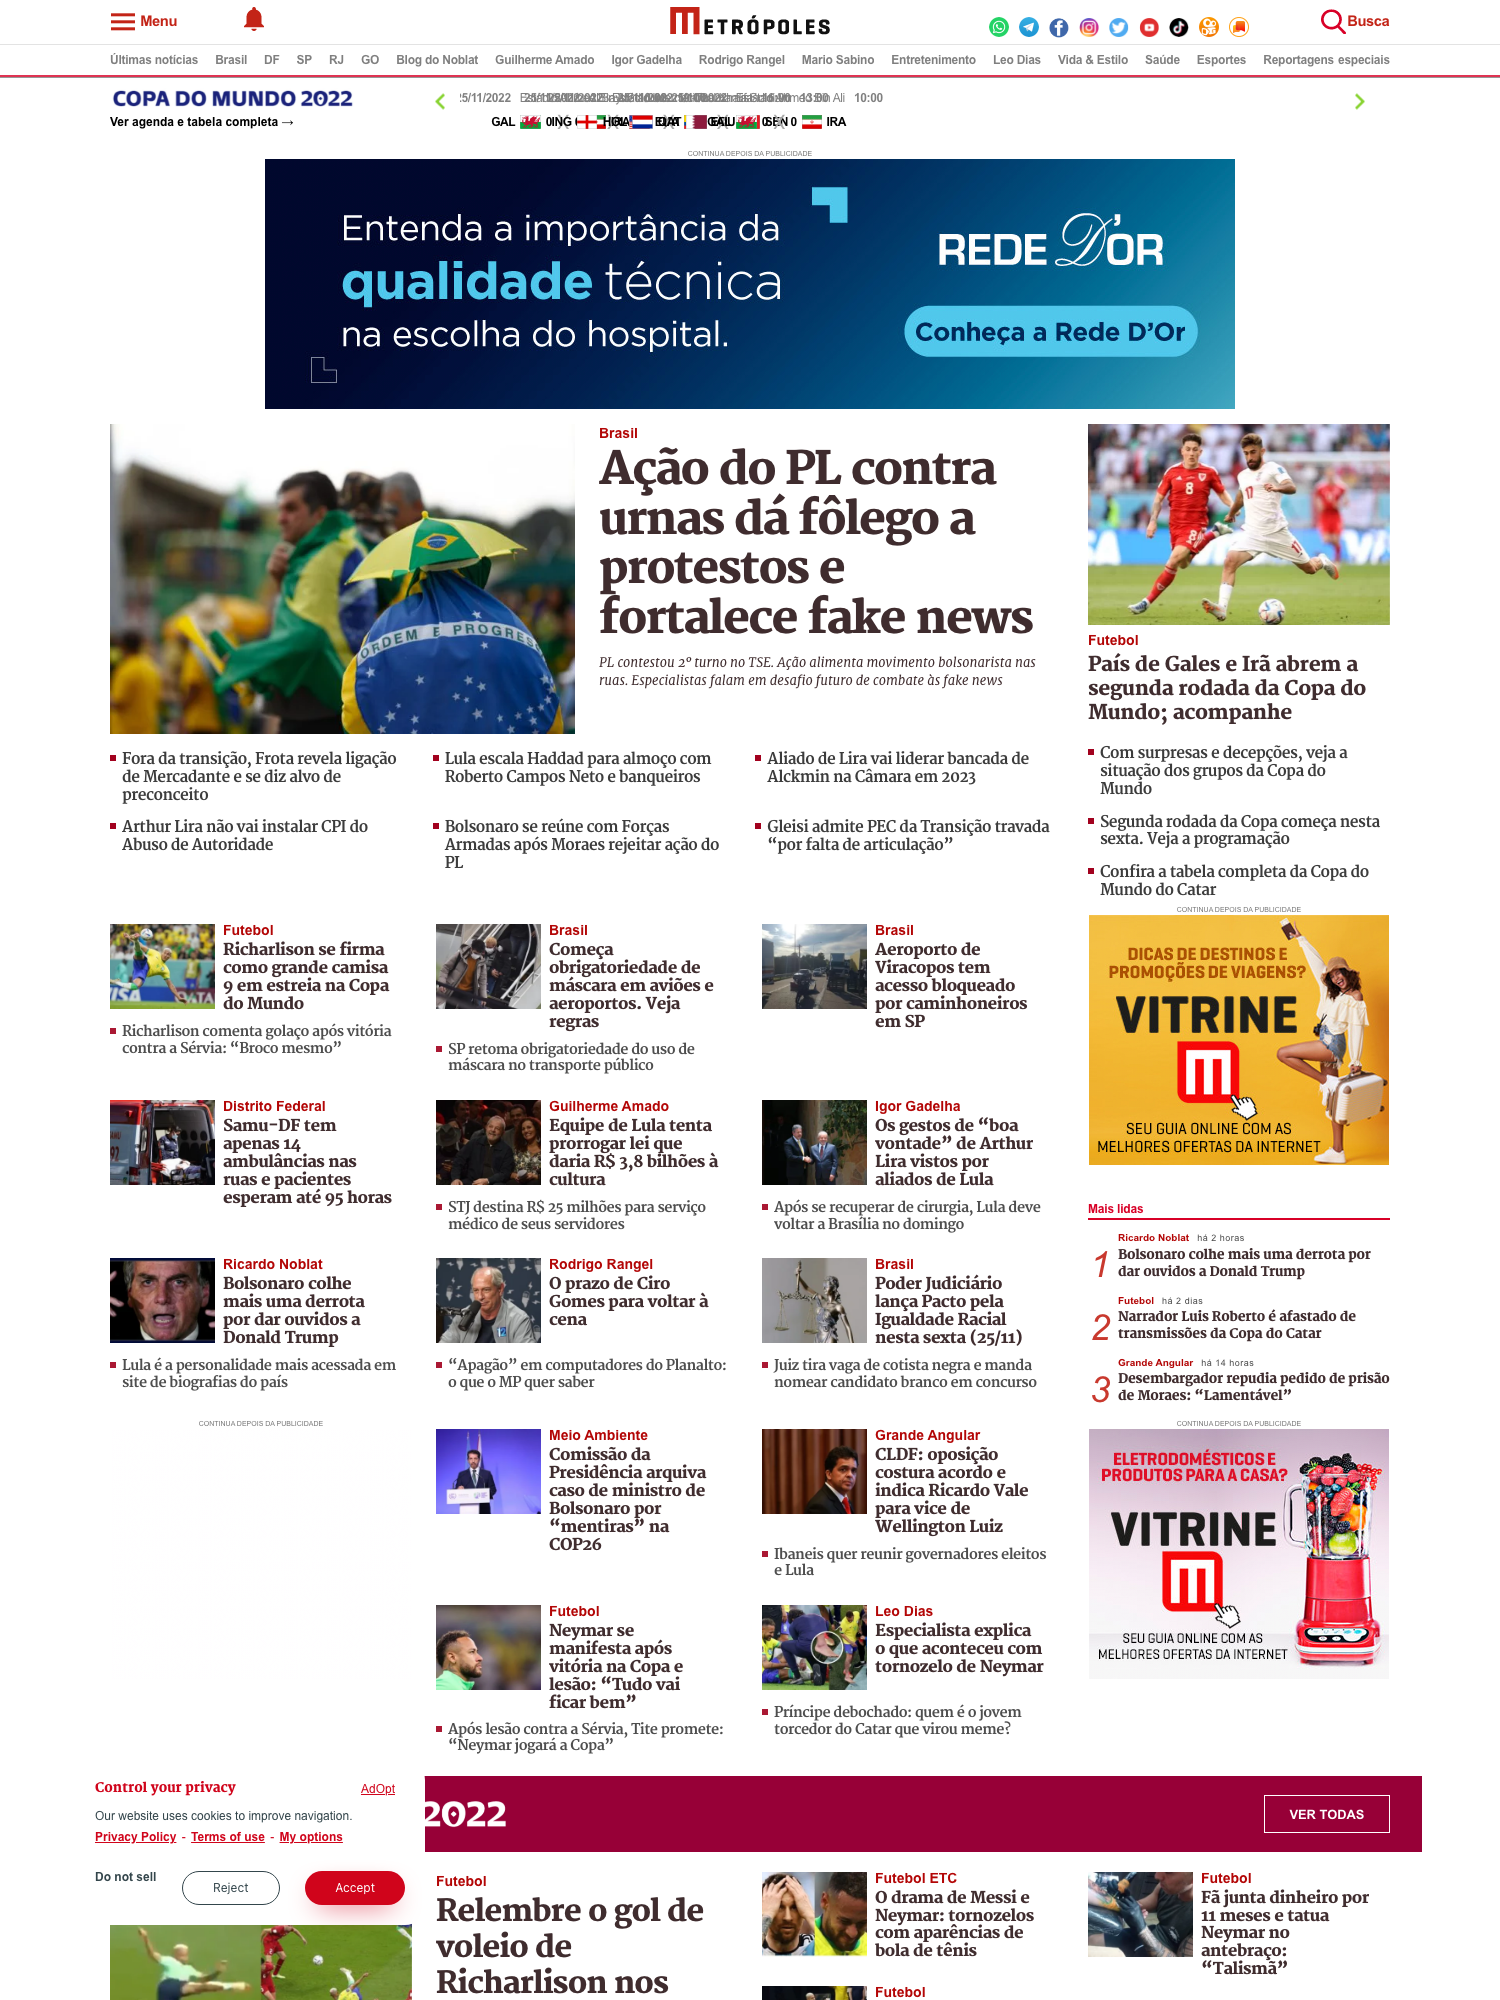 Menu
METRÓPOLES
Busca
Últimas notícias Brasil DF SP RJ GO Blog do Noblat Guilherme Amado Igor Gadelha Rodrigo Rangel Mario Sabino Entretenimento Leo Dias Vida & Estilo Saúde Esportes Reportagens especiais
COPA DO MUNDO 2022
Ver agenda e tabela completa →
10:00
GAL
IRA
CONTINUA DEPOIS DA PUBLICIDADE
Entenda a importância da
qualidade técnica
na escolha do hospital.
REDE D'OR
Conheça a Rede D'Or
Brasil
Ação do PL contra
urnas dá fôlego a
protestos e
fortalece fake news
PL contestou 2º turno no TSE. Ação alimenta movimento bolsonarista nas
ruas. Especialistas falam em desafio futuro de combate às fake news
ORDEM E PROGRES
Futebol
País de Gales e Irã abrem a
segunda rodada da Copa do
Mundo; acompanhe
Com surpresas e decepções, veja a
situação dos grupos da Copa do
Mundo
Segunda rodada da Copa começa nesta
sexta. Veja a programação
Confira a tabela completa da Copa do
Mundo do Catar
Fora da transição, Frota revela ligação
de Mercadante e se diz alvo de
preconceito
Lula escala Haddad para almoço com
Roberto Campos Neto e banqueiros
Aliado de Lira vai liderar bancada de
Alckmin na Câmara em 2023
Arthur Lira não vai instalar CPI do
Abuso de Autoridade
Bolsonaro se reúne com Forças
Armadas após Moraes rejeitar ação do
PL
Gleisi admite PEC da Transição travada
“por falta de articulação”
Futebol
Richarlison se firma
como grande camisa
9 em estreia na Copa
do Mundo
Richarlison comenta golaço após vitória
contra a Sérvia: “Broco mesmo”
Brasil
Começa
obrigatoriedade de
máscara em aviões e
aeroportos. Veja
regras
SP retoma obrigatoriedade do uso de
máscara no transporte público
Brasil
Aeroporto de
Viracopos tem
acesso bloqueado
por caminhoneiros
em SP
CONTINUA DEPOIS DA PUBLICIDADE
DICAS DE DESTINOS E
PROMOÇÕES DE VIAGENS?
VITRINE
SEU GUIA ONLINE COM AS
MELHORES OFERTAS DA INTERNET
Distrito Federal
Samu-DF tem
apenas 14
ambulâncias nas
ruas e pacientes
esperam até 95 horas
Guilherme Amado
Equipe de Lula tenta
prorrogar lei que
daria R$ 3,8 bilhões à
cultura
STJ destina R$ 25 milhões para serviço
médico de seus servidores
Igor Gadelha
Os gestos de “boa
vontade” de Arthur
Lira vistos por
aliados de Lula
Após se recuperar de cirurgia, Lula deve
voltar a Brasília no domingo
Ricardo Noblat
Bolsonaro colhe
mais uma derrota
por dar ouvidos a
Donald Trump
Lula é a personalidade mais acessada em
site de biografias do país
Rodrigo Rangel
O prazo de Ciro
Gomes para voltar à
cena
“Apagão” em computadores do Planalto:
o que o MP quer saber
Brasil
Poder Judiciário
lança Pacto pela
Igualdade Racial
nesta sexta (25/11)
Juiz tira vaga de cotista negra e manda
nomear candidato branco em concurso
Mais lidas
Ricardo Noblat há 2 horas
1 Bolsonaro colhe mais uma derrota por
dar ouvidos a Donald Trump
Futebol há 2 dias
2 Narrador Luis Roberto é afastado de
transmissões da Copa do Catar
Grande Angular há 14 horas
3 Desembargador repudia pedido de prisão
de Moraes: “Lamentável”
CONTINUA DEPOIS DA PUBLICIDADE
Meio Ambiente
Comissão da
Presidência arquiva
caso de ministro de
Bolsonaro por
“mentiras” na
COP26
Grande Angular
CLDF: oposição
costura acordo e
indica Ricardo Vale
para vice de
Wellington Luiz
Ibaneis quer reunir governadores eleitos
e Lula
CONTINUA DEPOIS DA PUBLICIDADE
ELETRODOMÉSTICOS E
PRODUTOS PARA A CASA?
VITRINE
SEU GUIA ONLINE COM AS
MELHORES OFERTAS DA INTERNET
Futebol
Neymar se
manifesta após
vitória na Copa e
lesão: “Tudo vai
ficar bem”
Após lesão contra a Sérvia, Tite promete:
“Neymar jogará a Copa”
Leo Dias
Especialista explica
o que aconteceu com
tornozelo de Neymar
Príncipe debochado: quem é o jovem
torcedor do Catar que virou meme?
Control your privacy
AdOpt
Our website uses cookies to improve navigation.
Privacy Policy - Terms of use - My options
Do not sell
Reject
Accept
2022
VER TODAS
Futebol
Relembre o gol de
voleio de
Richarlison nos
Futebol ETC
O drama de Messi e
Neymar: tornozelos
com aparências de
bola de tênis
Futebol
Futebol
Fã junta dinheiro por
11 meses e tatua
Neymar no
antebraço:
“Talismã”